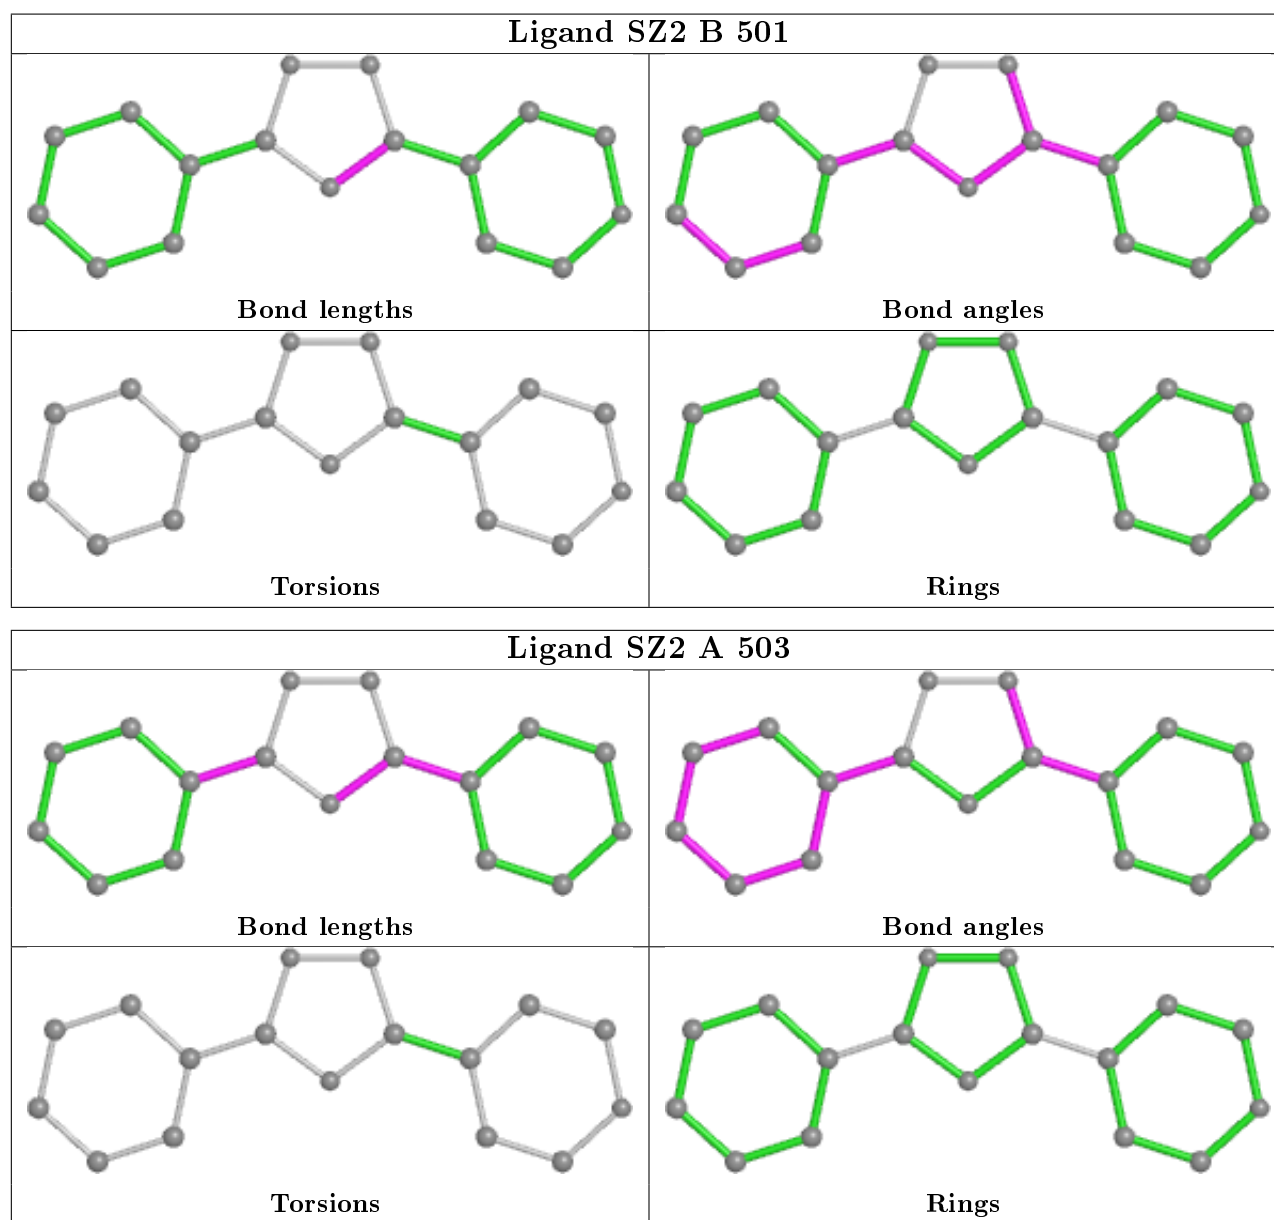 Ligand SZ2 B 501
Bond lengths
Bond angles
Torsions
Rings
Ligand SZ2 A 503
Bond lengths
Bond angles
Torsions
Rings